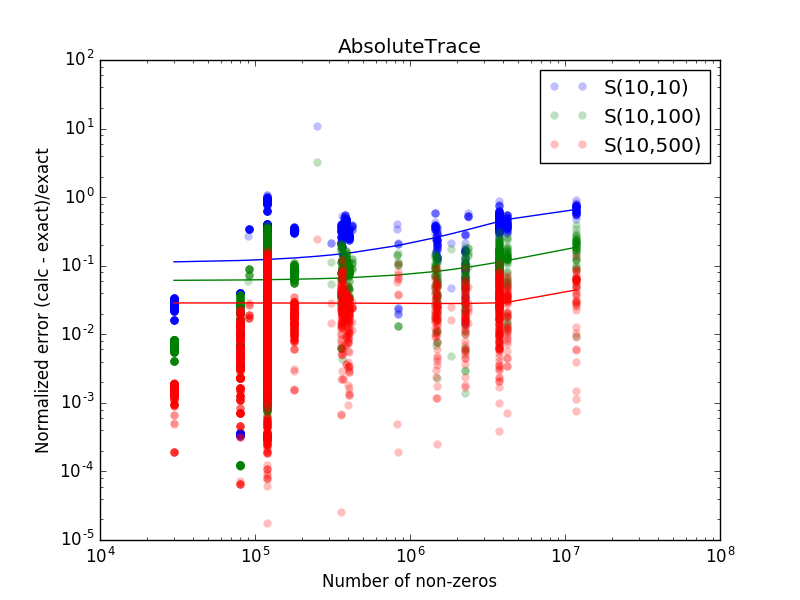 AbsoluteTrace
Normalized error (calc - exact)/exact
10^2
10^1
10^0
10^-1
10^-2
10^-3
10^-4
10^-5
S(10,10)
S(10,100)
S(10,500)
10^4 10^5 10^6 10^7 10^8
Number of non-zeros